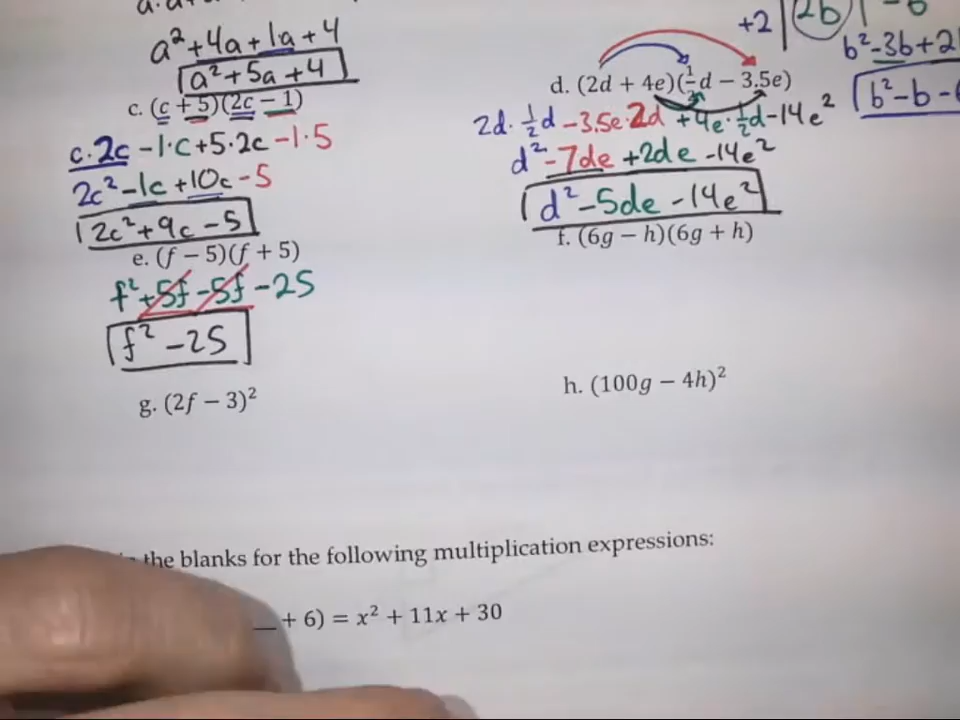 a² + 4a + 1a + 4
a² + 5a + 4
c. (c + 5)(2c − 1)
c·2c − 1·c + 5·2c − 1·5
2c² − 1c + 10c − 5
2c² + 9c − 5
e. (f − 5)(f + 5)
f² + 5f − 5f − 25
f² − 25
g. (2f − 3)²
+2 | 2b | −6
b² − 3b + 2
b² − b −
d. (2d + 4e)(½d − 3.5e)
2d·½d − 3.5e·2d + 4e·½d − 14e²
d² − 7de + 2de − 14e²
d² − 5de − 14e²
f. (6g − h)(6g + h)
h. (100g − 4h)²
the blanks for the following multiplication expressions:
__ + 6) = x² + 11x + 30